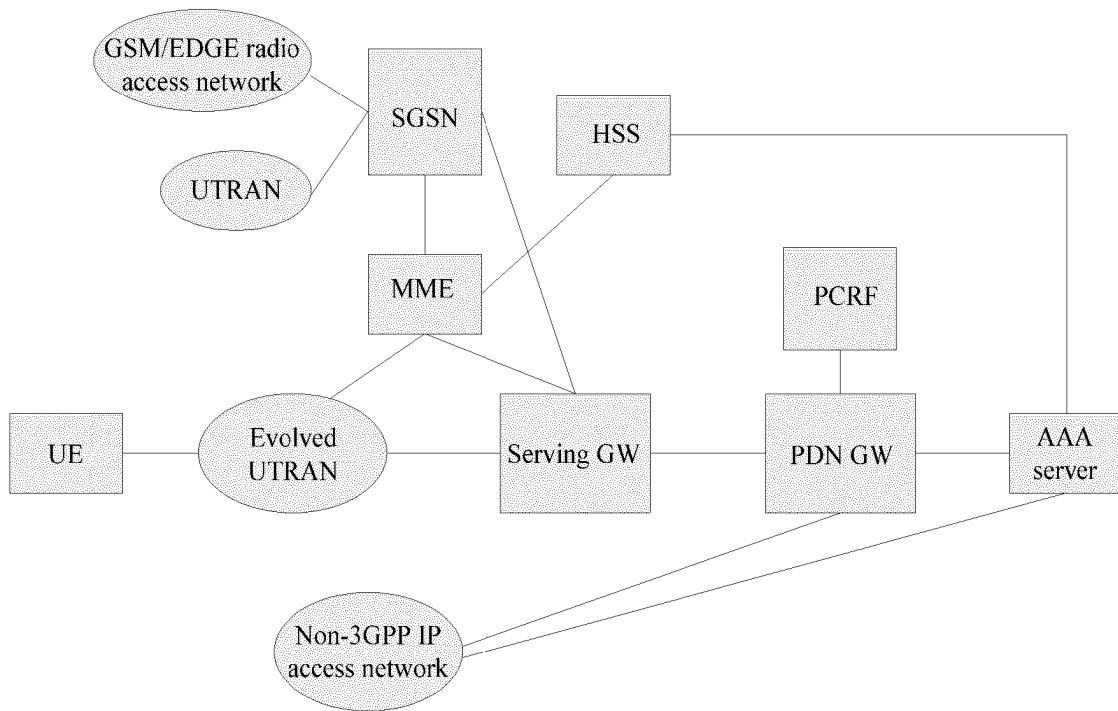 GSM/EDGE radio
access network
SGSN
HSS
UTRAN
MME
PCRF
UE
Evolved
UTRAN
Serving GW
PDN GW
AAA
server
Non-3GPP IP
access network